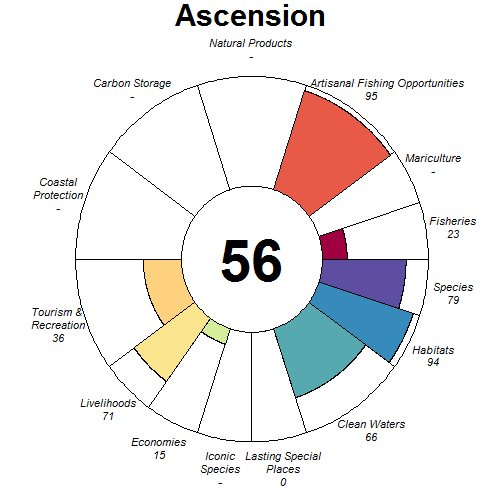 Ascension
Natural Products
-
Carbon Storage
-
Artisanal Fishing Opportunities
95
Mariculture
-
Coastal
Protection
-
Fisheries
23
56
Species
79
Tourism &
Recreation
36
Habitats
94
Livelihoods
71
Clean Waters
66
Economies
15
Iconic
Species
-
Lasting Special
Places
0